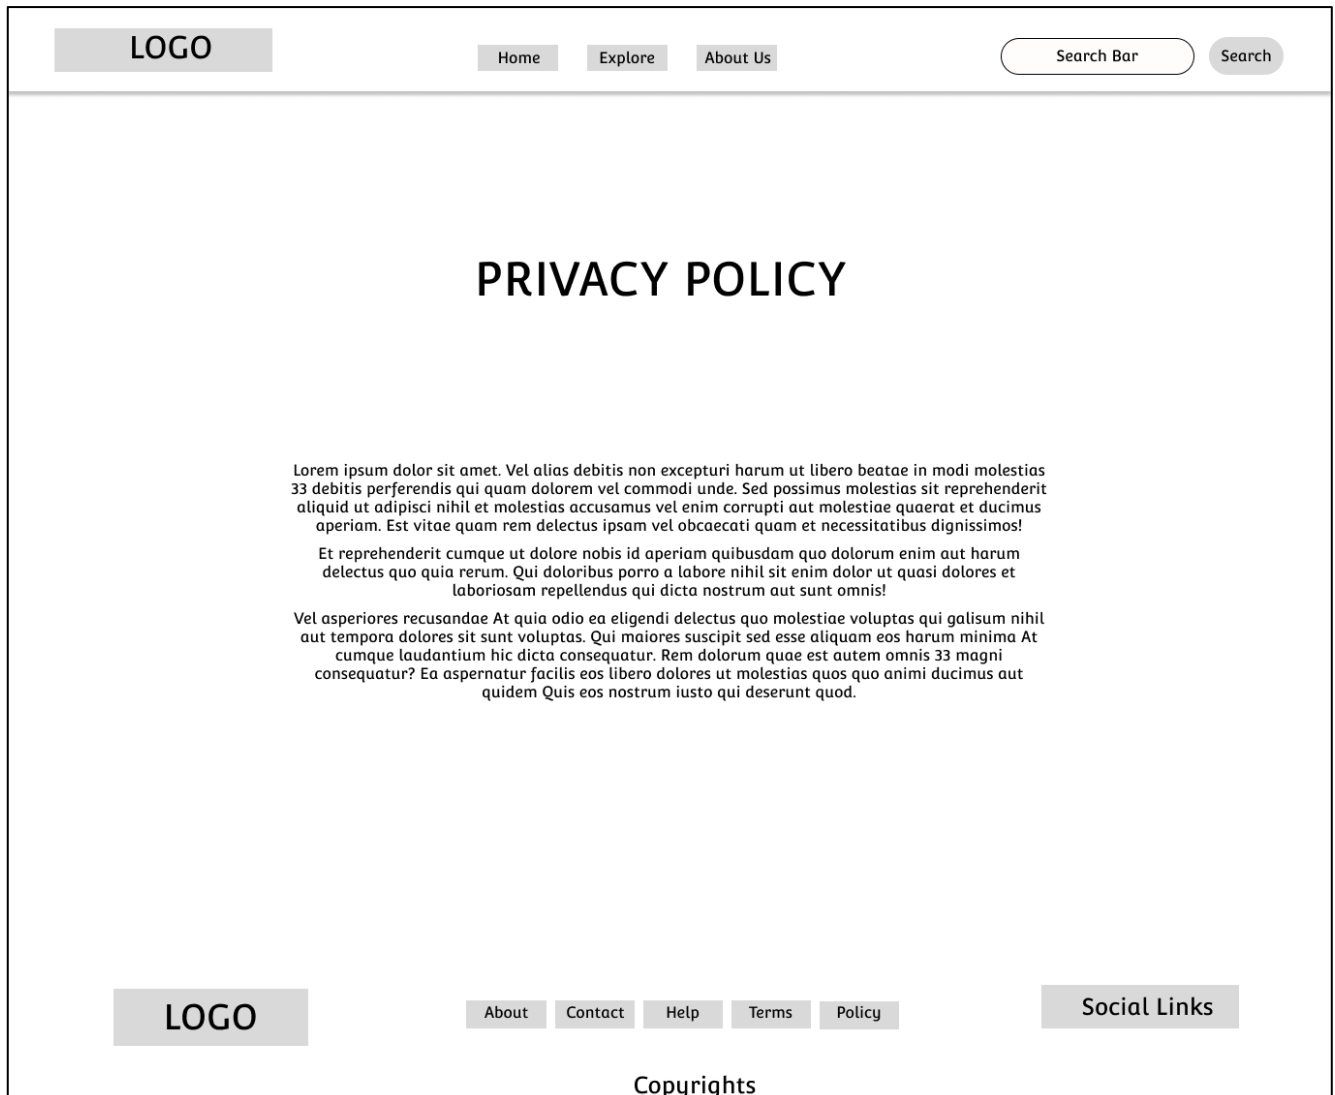 LOGO
Home
Explore
About Us
Search Bar
Search
PRIVACY POLICY
Lorem ipsum dolor sit amet. Vel alias debitis non excepturi harum ut libero beatae in modi molestias
33 debitis perferendis qui quam dolorem vel commodi unde. Sed possimus molestias sit reprehenderit
aliquid ut adipisci nihil et molestias accusamus vel enim corrupti aut molestiae quaerat et ducimus
aperiam. Est vitae quam rem delectus ipsam vel obcaecati quam et necessitatibus dignissimos!
Et reprehenderit cumque ut dolore nobis id aperiam quibusdam quo dolorum enim aut harum
delectus quo quia rerum. Qui doloribus porro a labore nihil sit enim dolor ut quasi dolores et
laboriosam repellendus qui dicta nostrum aut sunt omnis!
Vel asperiores recusandae At quia odio ea eligendi delectus quo molestiae voluptas qui galisum nihil
aut tempora dolores sit sunt voluptas. Qui maiores suscipit sed esse aliquam eos harum minima At
cumque laudantium hic dicta consequatur. Rem dolorum quae est autem omnis 33 magni
consequatur? Ea aspernatur facilis eos libero dolores ut molestias quos quo animi ducimus aut
quidem Quis eos nostrum iusto qui deserunt quod.
LOGO
About
Contact
Help
Terms
Policy
Social Links
Copyrights